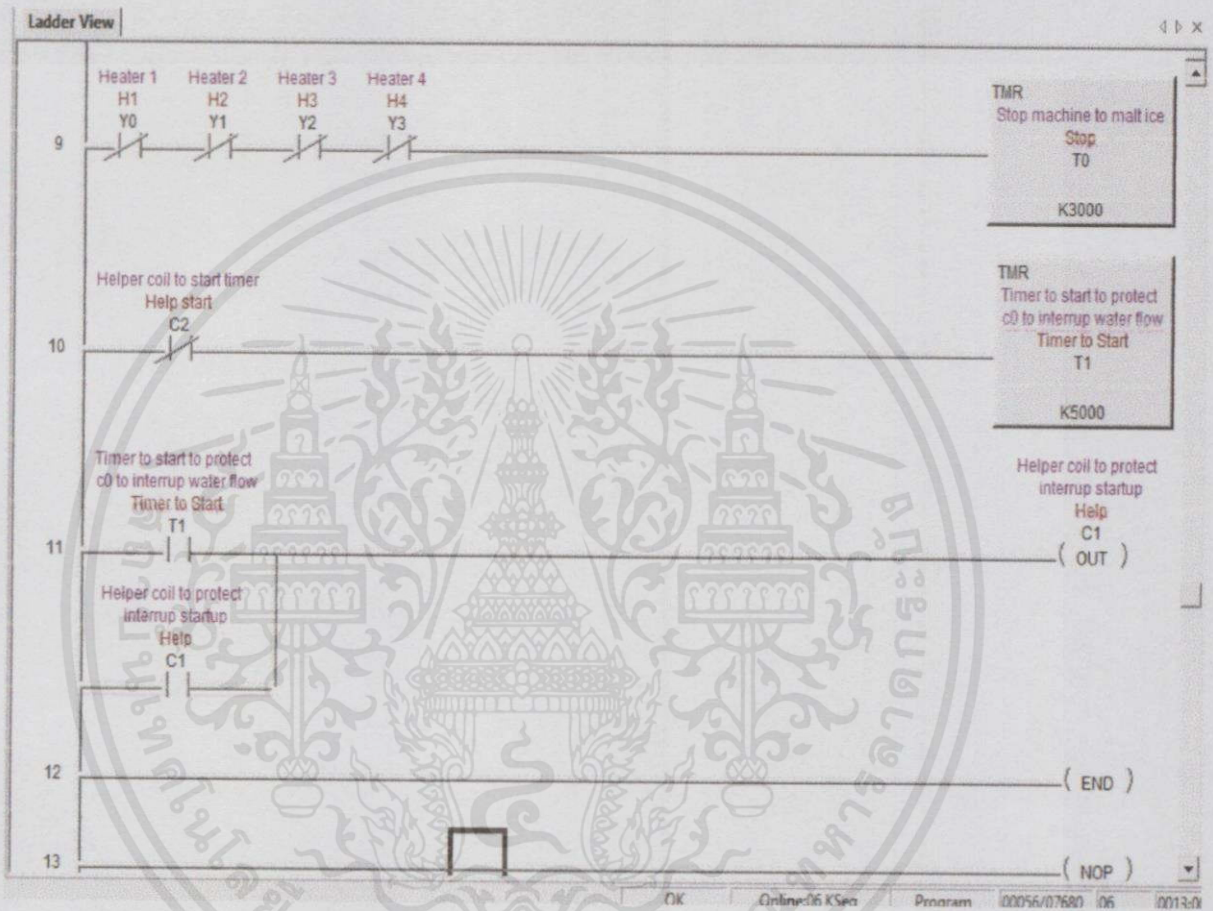 Ladder View
Heater 1 Heater 2 Heater 3 Heater 4
H1 H2 H3 H4
Y0 Y1 Y2 Y3
9
TMR
Stop machine to malt ice
Stop
T0
K3000
Helper coil to start timer
Help start
C2
10
TMR
Timer to start to protect
c0 to interrup water flow
Timer to Start
T1
K5000
Timer to start to protect
c0 to interrup water flow
Timer to Start
T1
11
Helper coil to protect
interrup startup
Help
C1
( OUT )
Helper coil to protect
interrup startup
Help
C1
12
( END )
13
( NOP )
OK Online:06 KSeq Program 00056/07680 06